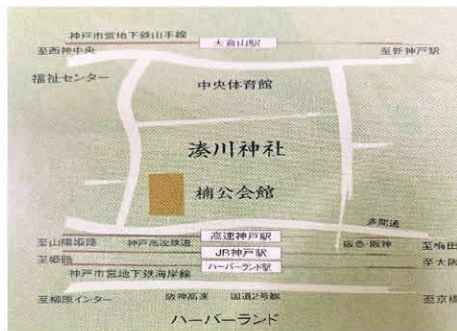 神戸市営地下鉄山手線
大倉山駅
至西神中央
至新神戸駅
福祉センター
中央体育館
湊川神社
楠公会館
多聞通
高速神戸駅
至山陽姫路
神戸高速鉄道
阪急・阪神
至梅田
JR神戸駅
至姫路
至大阪
ハーバーランド駅
神戸市営地下鉄海岸線
至柳原インター
阪神高速
国道2号線
至京橋
ハーバーランド